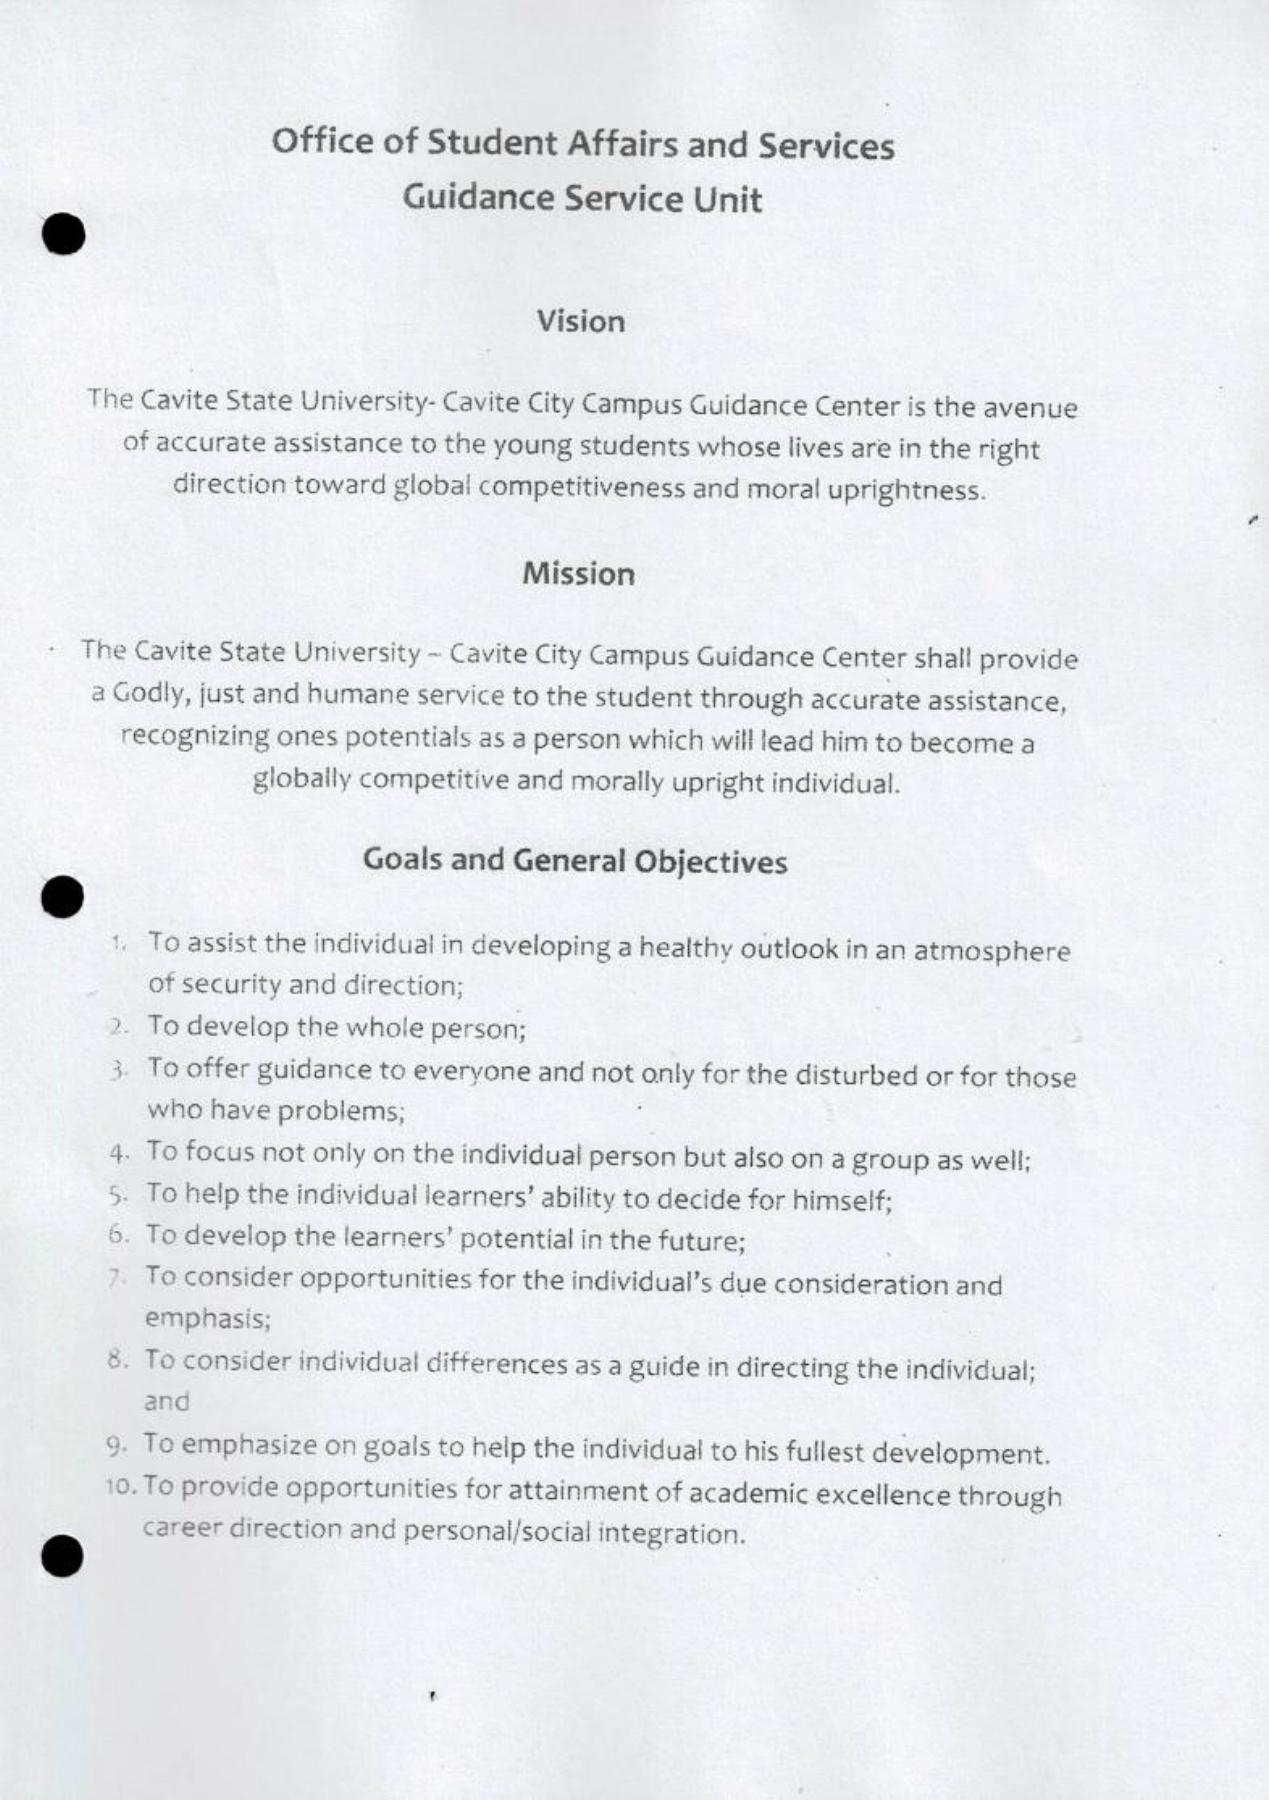 Office of Student Affairs and Services
Guidance Service Unit
Vision
The Cavite State University- Cavite City Campus Guidance Center is the avenue
of accurate assistance to the young students whose lives are in the right
direction toward global competitiveness and moral uprightness.
Mission
The Cavite State University – Cavite City Campus Guidance Center shall provide
a Godly, just and humane service to the student through accurate assistance,
recognizing ones potentials as a person which will lead him to become a
globally competitive and morally upright individual.
Goals and General Objectives
1. To assist the individual in developing a healthy outlook in an atmosphere
of security and direction;
2. To develop the whole person;
3. To offer guidance to everyone and not only for the disturbed or for those
who have problems;
4. To focus not only on the individual person but also on a group as well;
5. To help the individual learners’ ability to decide for himself;
6. To develop the learners’ potential in the future;
7. To consider opportunities for the individual’s due consideration and
emphasis;
8. To consider individual differences as a guide in directing the individual;
and
9. To emphasize on goals to help the individual to his fullest development.
10. To provide opportunities for attainment of academic excellence through
career direction and personal/social integration.